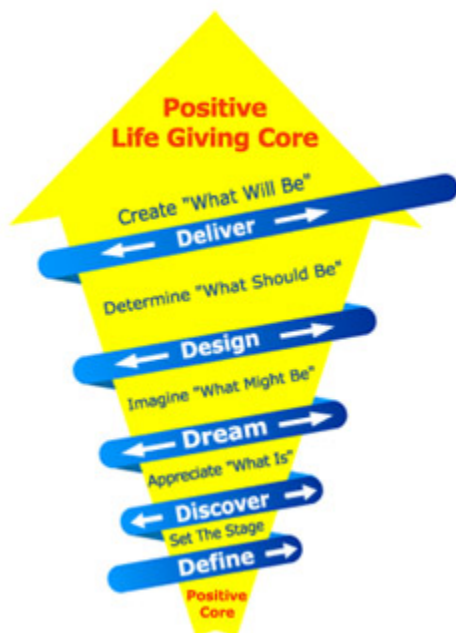 Positive
Life Giving Core
Create "What Will Be"
Deliver
Determine "What Should Be"
Design
Imagine "What Might Be"
Dream
Appreciate "What Is"
Discover
Set The Stage
Define
Positive
Core